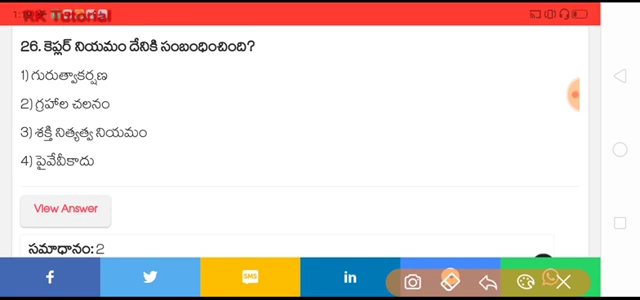 RK Tutorial
26. కెప్లర్ నియమం దేనికి సంబంధించింది?
1) గురుత్వాకర్షణ
2) గ్రహాల చలనం
3) శక్తి నిత్యత్వ నియమం
4) పైవేవీకాదు
View Answer
సమాధానం: 2
SMS